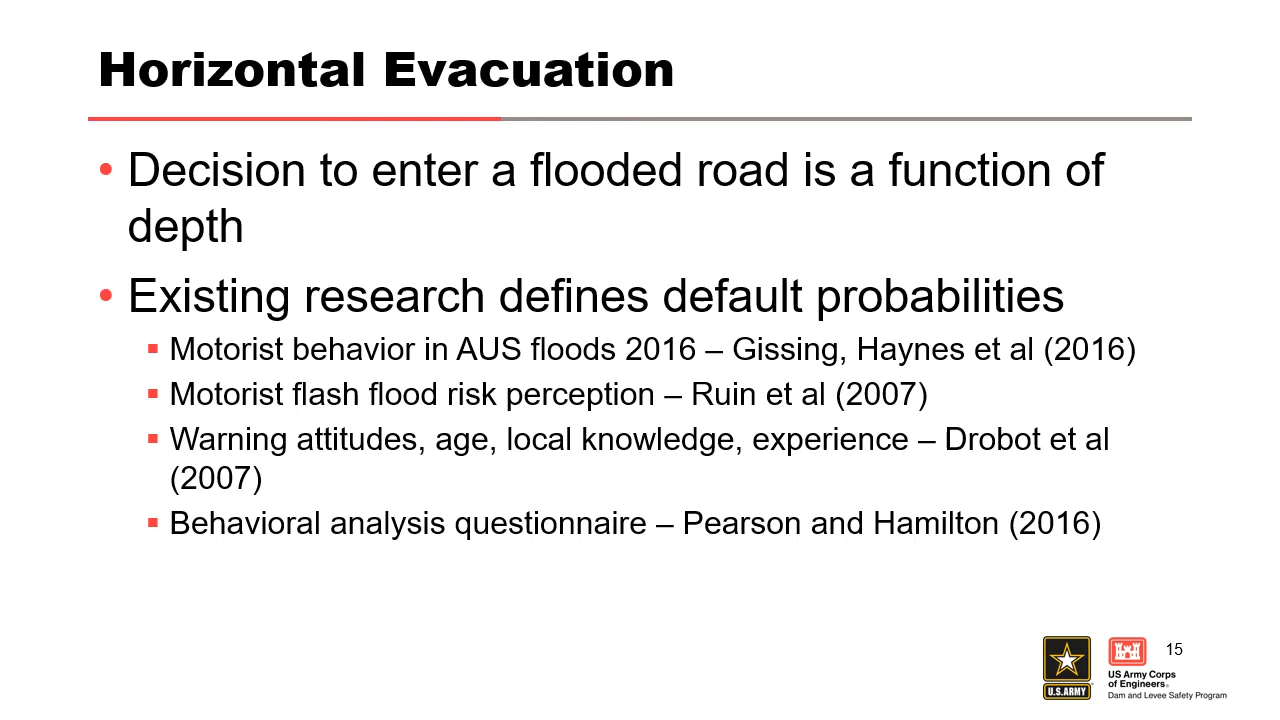 Horizontal Evacuation
• Decision to enter a flooded road is a function of
depth
• Existing research defines default probabilities
▪ Motorist behavior in AUS floods 2016 – Gissing, Haynes et al (2016)
▪ Motorist flash flood risk perception – Ruin et al (2007)
▪ Warning attitudes, age, local knowledge, experience – Drobot et al
(2007)
▪ Behavioral analysis questionnaire – Pearson and Hamilton (2016)
15
U.S.ARMY
US Army Corps
of Engineers®
Dam and Levee Safety Program